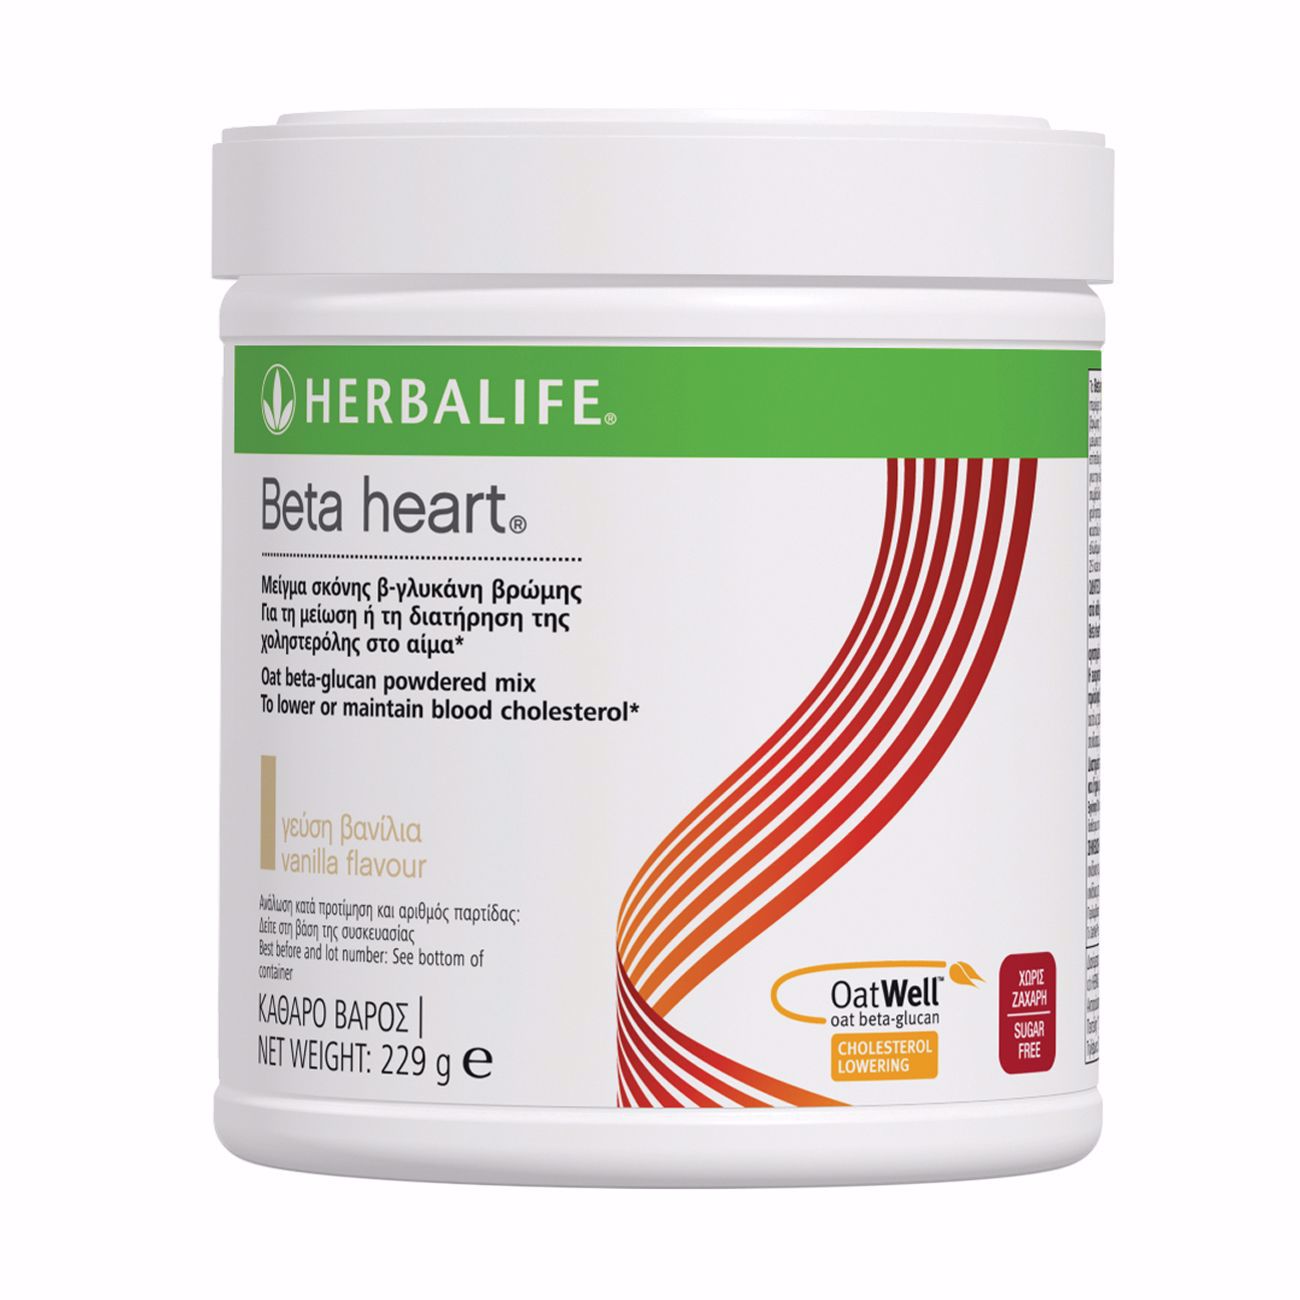 HERBALIFE®
Beta heart®
Μείγμα σκόνης β-γλυκάνη βρώμης
Για τη μείωση ή τη διατήρηση της
χοληστερόλης στο αίμα*
Oat beta-glucan powdered mix
To lower or maintain blood cholesterol*
γεύση βανίλια
vanilla flavour
Ανάλωση κατά προτίμηση και αριθμός παρτίδας:
Δείτε στη βάση της συσκευασίας
Best before and lot number: See bottom of
container
ΚΑΘΑΡΟ ΒΑΡΟΣ |
NET WEIGHT: 229 g ℮
OatWell™
oat beta-glucan
CHOLESTEROL
LOWERING
ΧΩΡΙΣ
ΖΑΧΑΡΗ
SUGAR
FREE